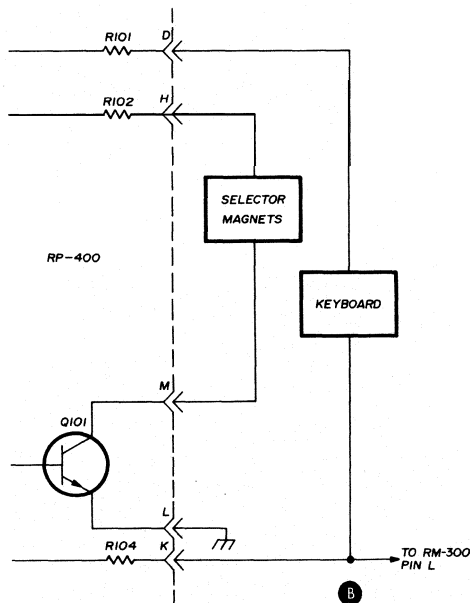 R101
D
R102
H
SELECTOR
MAGNETS
RP-400
KEYBOARD
M
Q101
L
K
R104
TO RM-300
PIN L
B